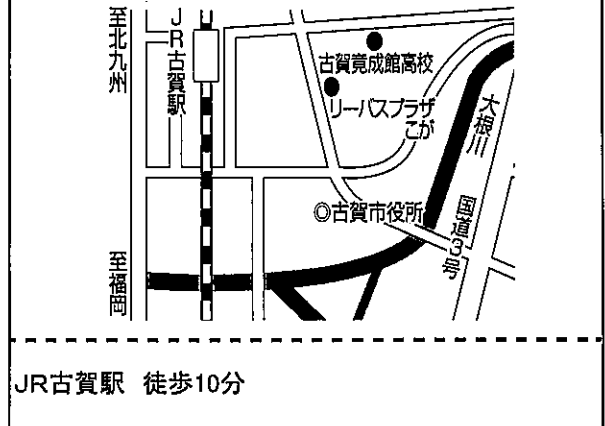 至北九州
JR古賀駅
古賀竟成館高校
リーパスプラザ
こが
大根川
◎古賀市役所
国道3号
至福岡
JR古賀駅 徒歩10分